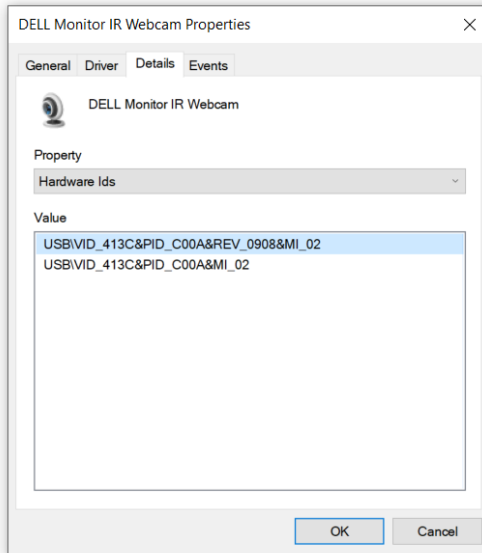 DELL Monitor IR Webcam Properties
General Driver Details Events
DELL Monitor IR Webcam
Property
Hardware Ids
Value
USB\VID_413C&PID_C00A&REV_0908&MI_02
USB\VID_413C&PID_C00A&MI_02
OK Cancel